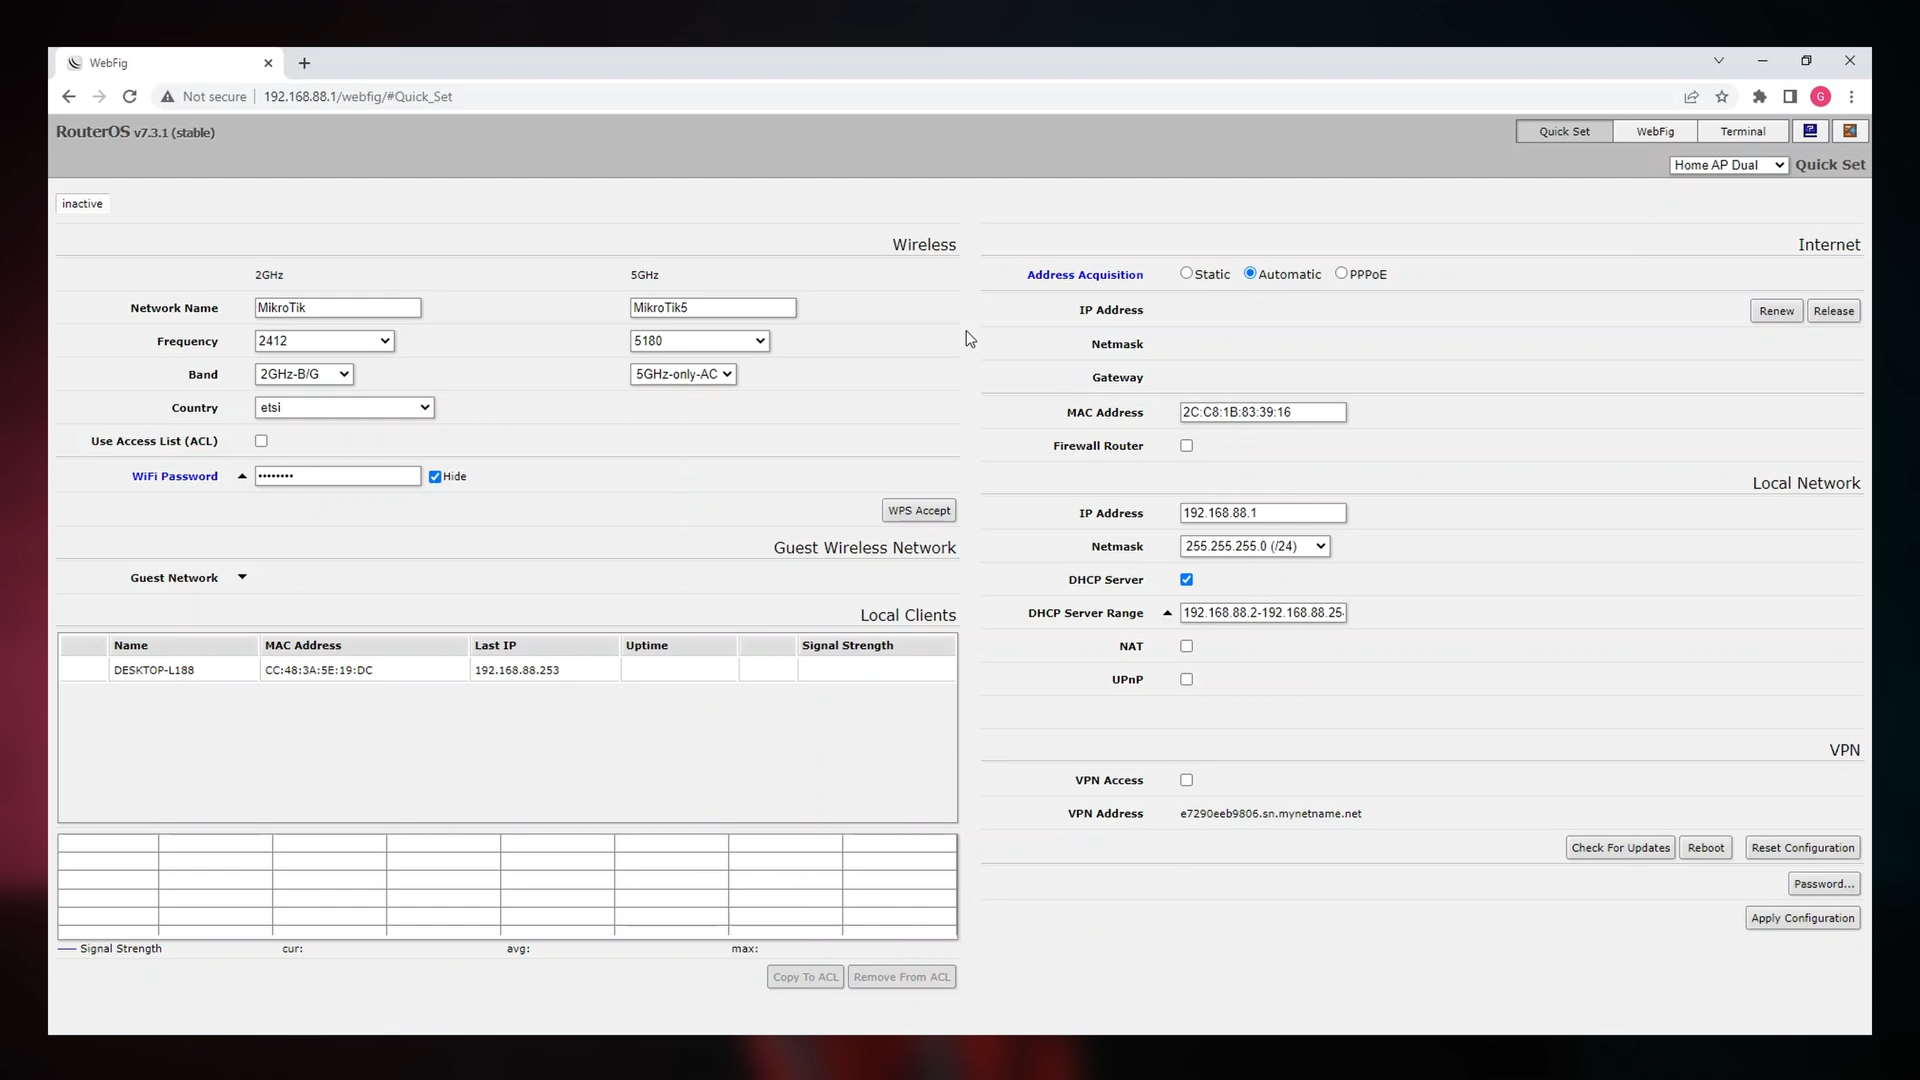 WebFig
Not secure 192.168.88.1/webfig/#Quick_Set
G
RouterOS v7.3.1 (stable)
Quick Set WebFig Terminal
Home AP Dual Quick Set
inactive
Wireless
2GHz 5GHz
Network Name MikroTik MikroTik5
Frequency 2412 5180
Band 2GHz-B/G 5GHz-only-AC
Country etsi
Use Access List (ACL)
WiFi Password •••••••• Hide
WPS Accept
Guest Wireless Network
Guest Network
Local Clients
Name MAC Address Last IP Uptime Signal Strength
DESKTOP-L188 CC:48:3A:5E:19:DC 192.168.88.253
Signal Strength cur: avg: max:
Copy To ACL Remove From ACL
Internet
Address Acquisition Static Automatic PPPoE
IP Address Renew Release
Netmask
Gateway
MAC Address 2C:C8:1B:83:39:16
Firewall Router
Local Network
IP Address 192.168.88.1
Netmask 255.255.255.0 (/24)
DHCP Server
DHCP Server Range 192.168.88.2-192.168.88.25
NAT
UPnP
VPN
VPN Access
VPN Address e7290eeb9806.sn.mynetname.net
Check For Updates Reboot Reset Configuration
Password...
Apply Configuration